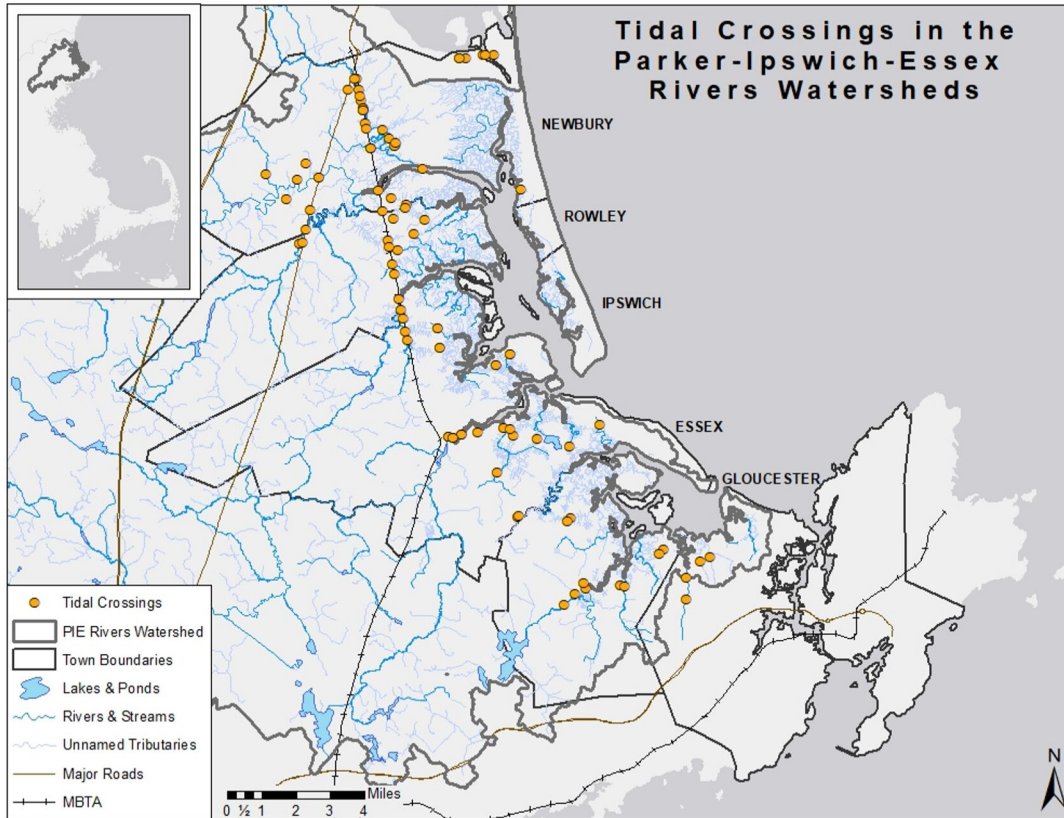 Tidal Crossings in the
Parker-Ipswich-Essex
Rivers Watersheds
NEWBURY
ROWLEY
IPSWICH
ESSEX
GLOUCESTER
Tidal Crossings
PIE Rivers Watershed
Town Boundaries
Lakes & Ponds
Rivers & Streams
Unnamed Tributaries
Major Roads
MBTA
Miles
0 ½ 1 2 3 4
N